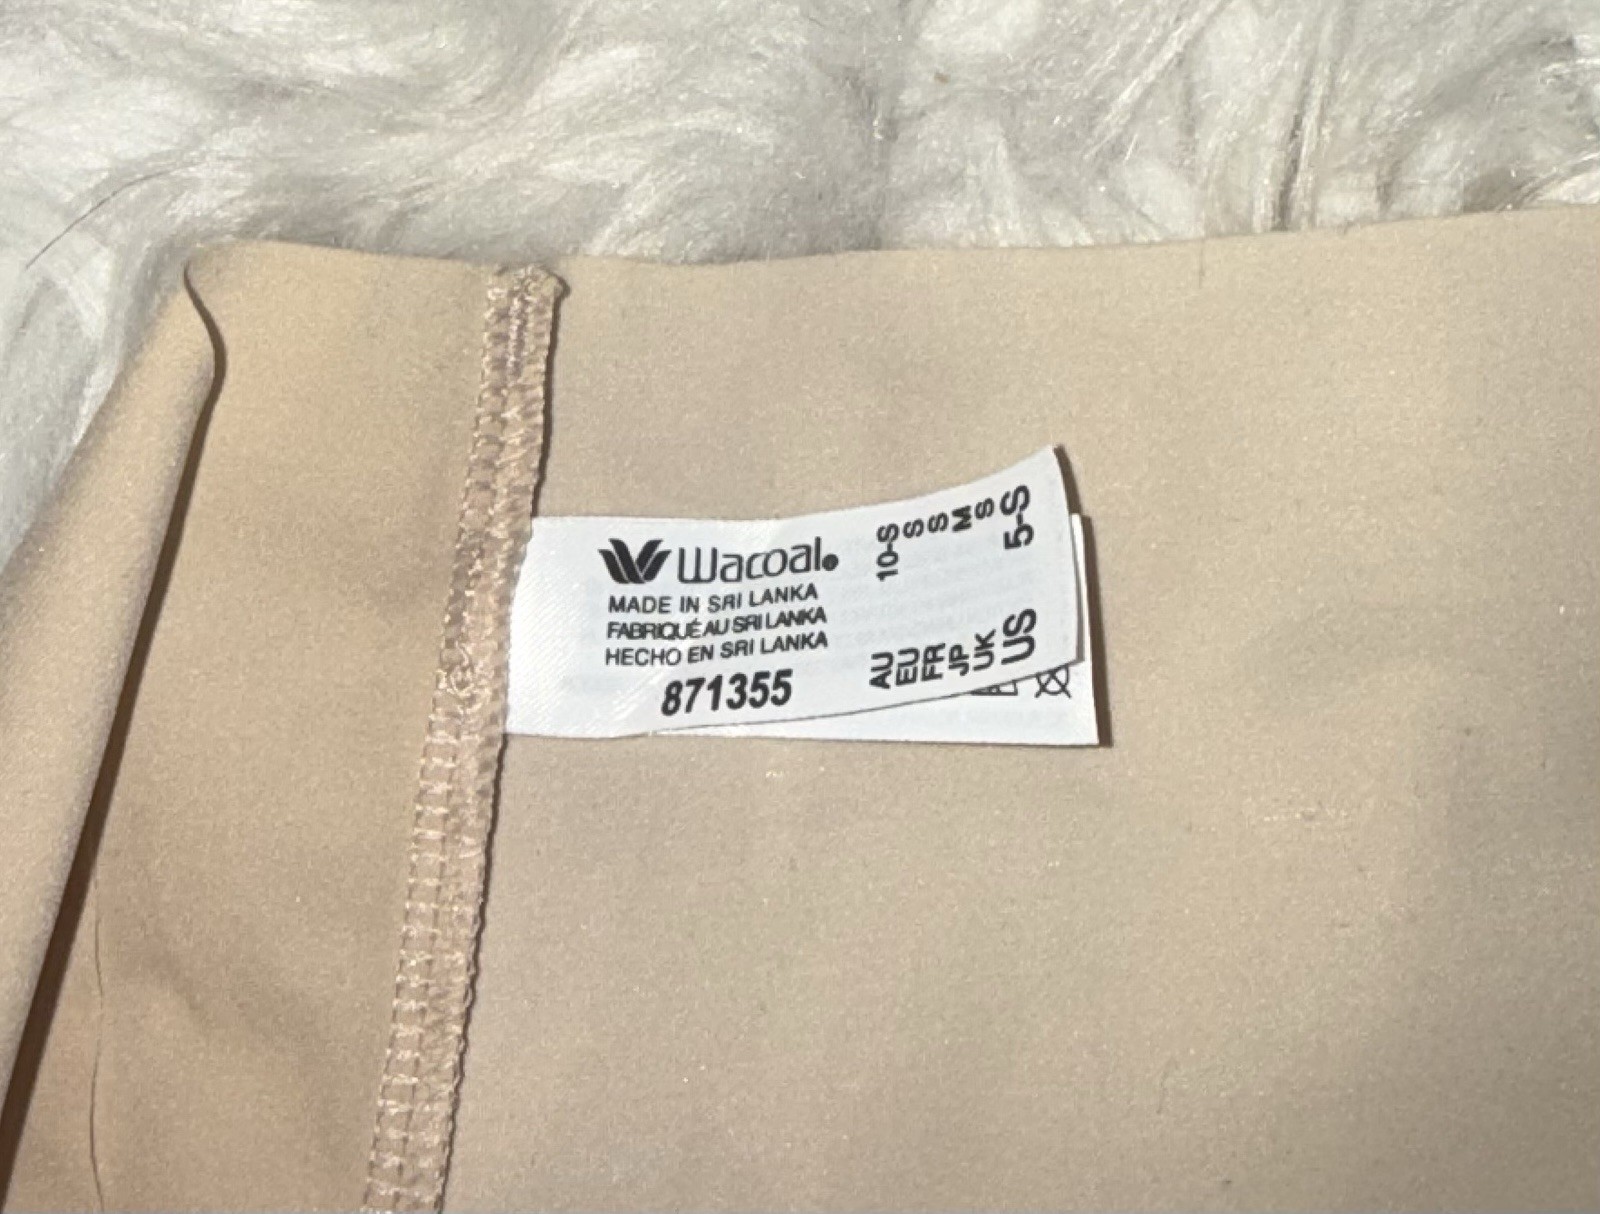 Wacoal
MADE IN SRI LANKA
FABRIQUÉ AU SRI LANKA
HECHO EN SRI LANKA
871355
AU 10-S
EU S
FR S
JP M
UK S
US 5-S